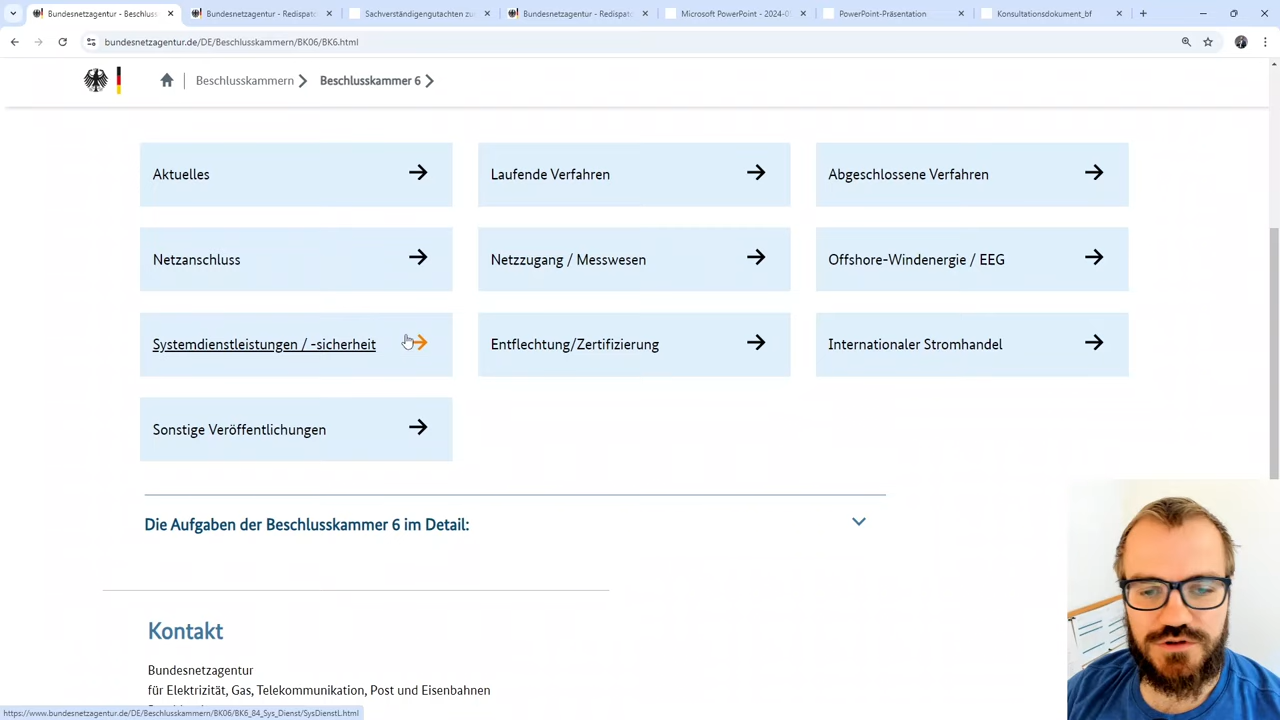 Bundesnetzagentur - Beschluss
Bundesnetzagentur - Redispatc
Sachverständigengutachten zu
Bundesnetzagentur - Redispatc
Microsoft PowerPoint - 2024-07
PowerPoint-Präsentation
Konsultationsdokument_bf
bundesnetzagentur.de/DE/Beschlusskammern/BK06/BK6.html
Beschlusskammern
Beschlusskammer 6
Aktuelles
Laufende Verfahren
Abgeschlossene Verfahren
Netzanschluss
Netzzugang / Messwesen
Offshore-Windenergie / EEG
Systemdienstleistungen / -sicherheit
Entflechtung/Zertifizierung
Internationaler Stromhandel
Sonstige Veröffentlichungen
Die Aufgaben der Beschlusskammer 6 im Detail:
Kontakt
Bundesnetzagentur
für Elektrizität, Gas, Telekommunikation, Post und Eisenbahnen
https://www.bundesnetzagentur.de/DE/Beschlusskammern/BK06/BK6_84_Sys_Dienst/SysDienstL.html